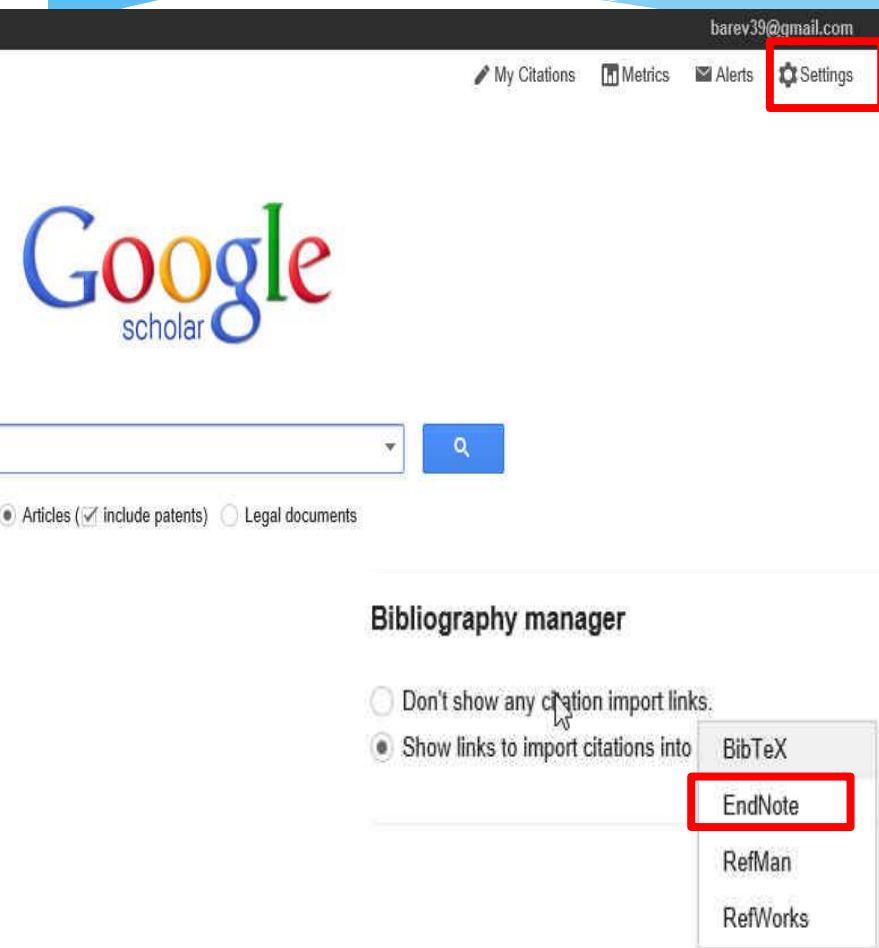 barev39@gmail.com
My Citations Metrics Alerts Settings
Google
scholar
Articles ( include patents) Legal documents
Bibliography manager
Don't show any citation import links.
Show links to import citations into
BibTeX
EndNote
RefMan
RefWorks